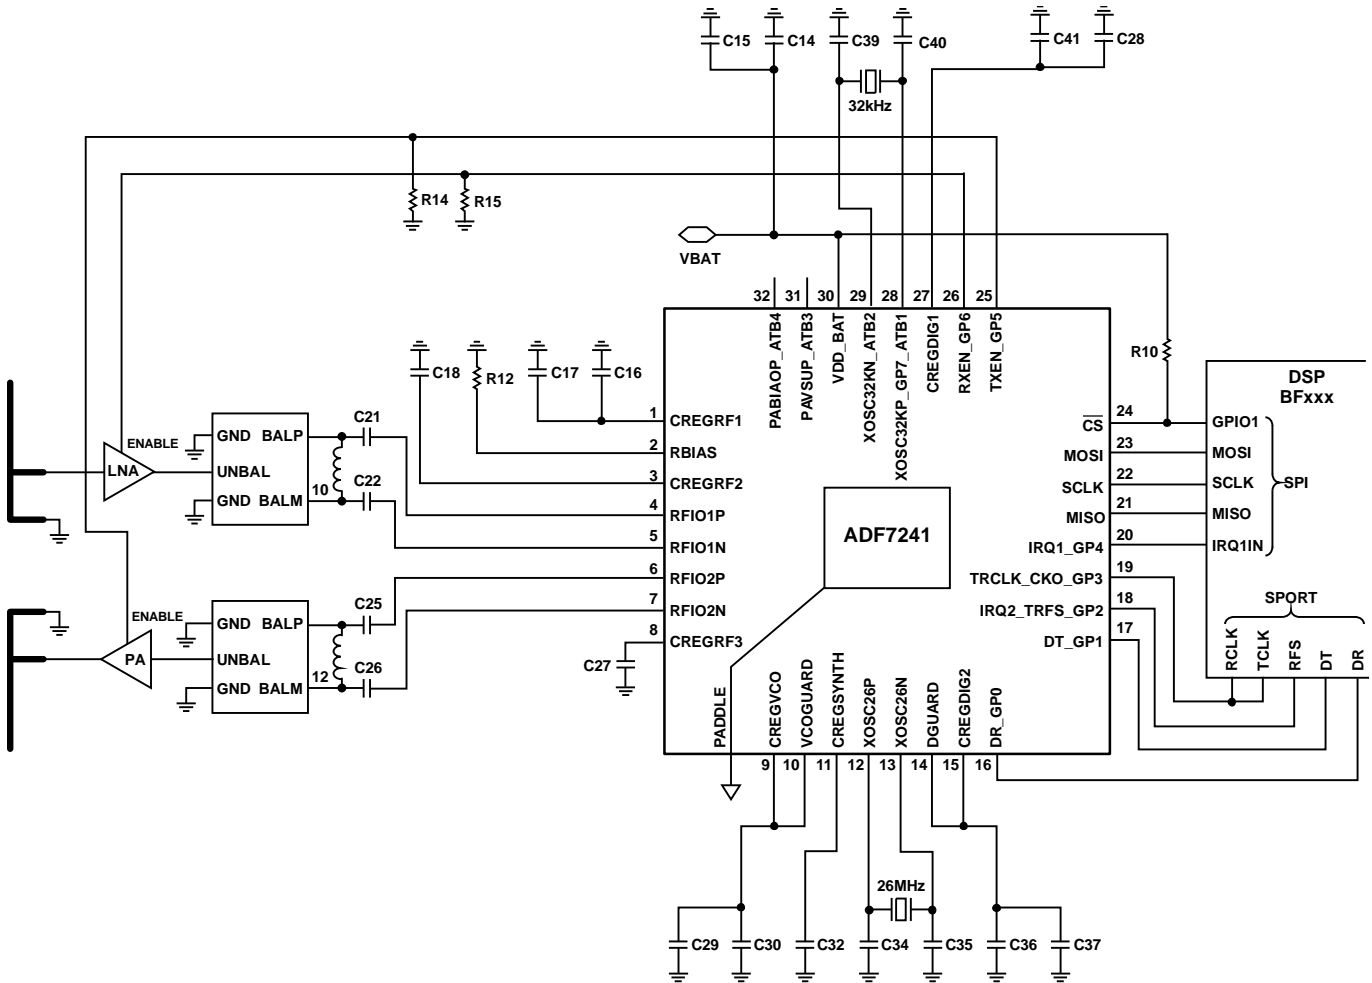 C15
C14
C39
C40
C41
C28
32kHz
R14
R15
VBAT
32
31
30
29
28
27
26
25
PABIAOP_ATB4
PAVSUP_ATB3
VDD_BAT
XOSC32KN_ATB2
XOSC32KP_GP7_ATB1
CREGDIG1
RXEN_GP6
TXEN_GP5
R10
C18
R12
C17
C16
DSP
BFxxx
1
CREGRF1
2
RBIAS
3
CREGRF2
4
RFIO1P
5
RFIO1N
6
RFIO2P
7
RFIO2N
8
CREGRF3
24
CS
GPIO1
23
MOSI
MOSI
22
SCLK
SCLK
SPI
21
MISO
MISO
20
IRQ1_GP4
IRQ1IN
19
TRCLK_CKO_GP3
18
IRQ2_TRFS_GP2
17
DT_GP1
SPORT
RCLK
TCLK
RFS
DT
DR
ADF7241
LNA
ENABLE
GND BALP
UNBAL
GND BALM
10
C21
C22
PA
ENABLE
GND BALP
UNBAL
GND BALM
12
C25
C26
C27
PADDLE
CREGVCO
VCOGUARD
CREGSYNTH
XOSC26P
XOSC26N
DGUARD
CREGDIG2
DR_GP0
9
10
11
12
13
14
15
16
26MHz
C29
C30
C32
C34
C35
C36
C37